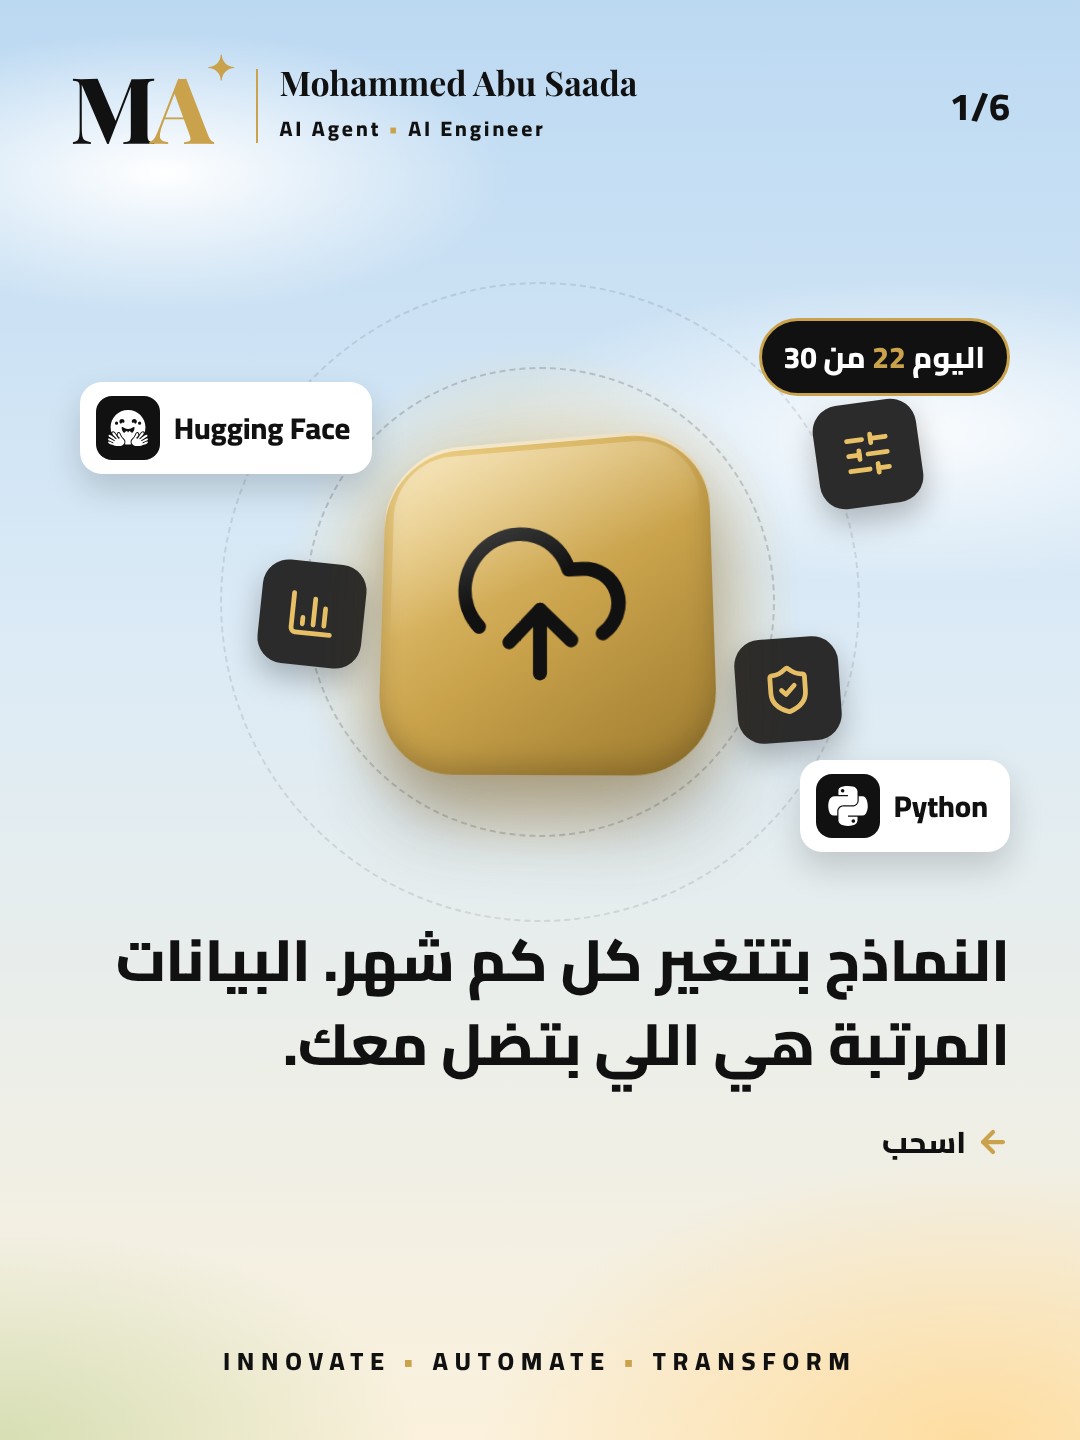 MA
Mohammed Abu Saada
AI Agent ▪ AI Engineer
1/6
اليوم 22 من 30
Hugging Face
Python
النماذج بتتغير كل كم شهر. البيانات
المرتبة هي اللي بتضل معك.
← اسحب
INNOVATE ▪ AUTOMATE ▪ TRANSFORM